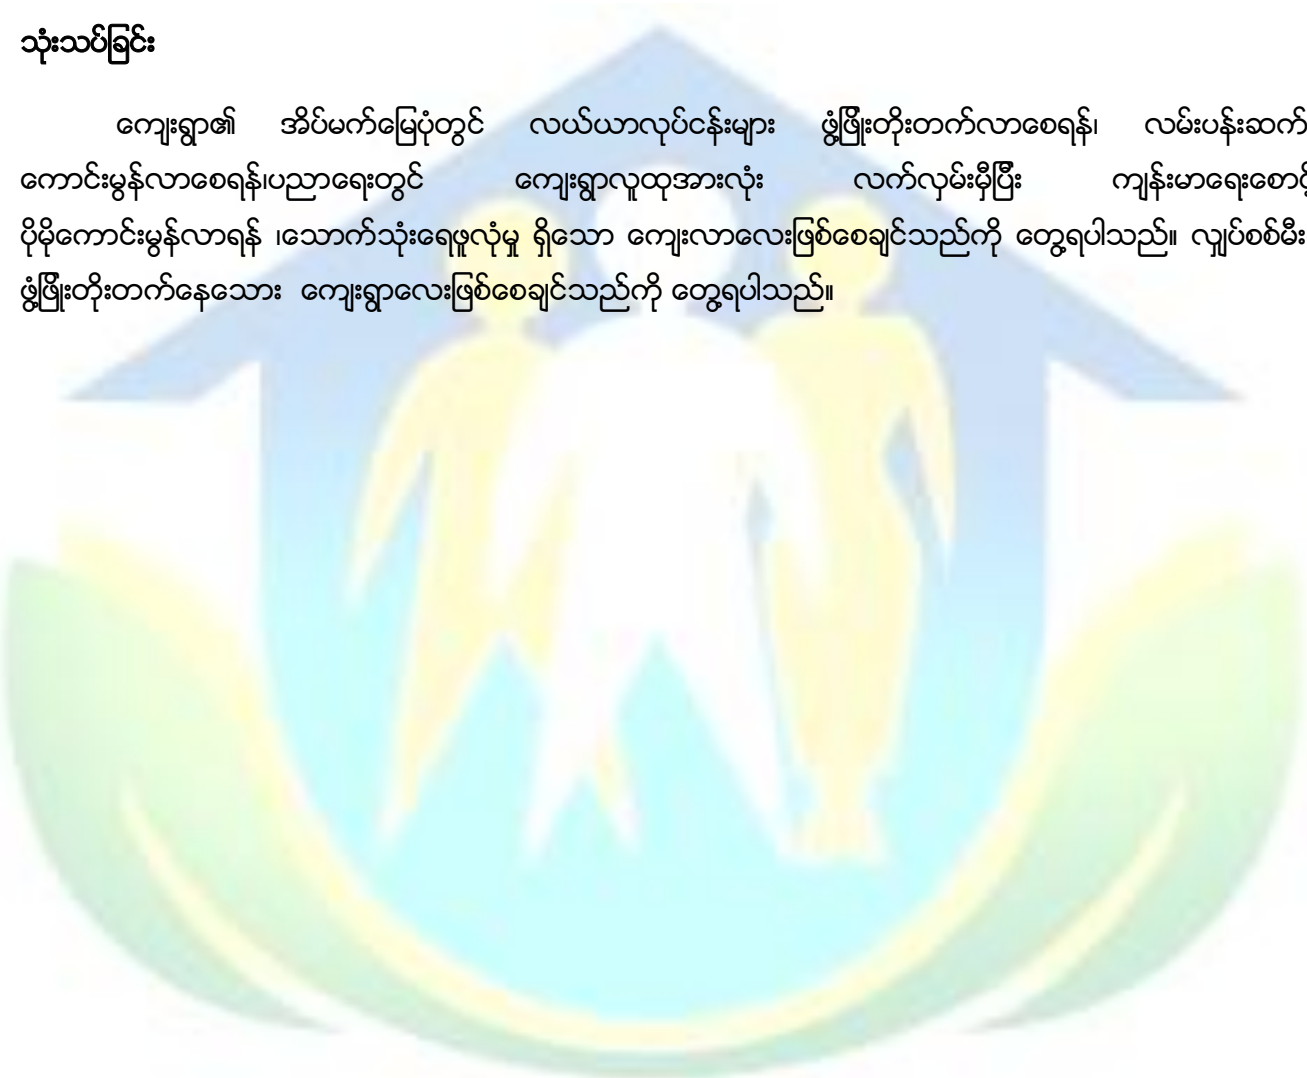 သုံးသပ်ခြင်း
ကျေးရွာ၏ အိပ်မက်မြေပုံတွင် လယ်ယာလုပ်ငန်းများ ဖွံ့ဖြိုးတိုးတက်လာစေရန်၊ လမ်းပန်းဆက်
ကောင်းမွန်လာစေရန်၊ပညာရေးတွင် ကျေးရွာလူထုအားလုံး လက်လှမ်းမှီပြီး ကျန်းမာရေးစောင့်
ပိုမိုကောင်းမွန်လာရန် ၊သောက်သုံးရေဖူလုံမှု ရှိသော ကျေးလာလေးဖြစ်စေချင်သည်ကို တွေ့ရပါသည်။ လျှပ်စစ်မီး
ဖွံ့ဖြိုးတိုးတက်နေသော ကျေးရွာလေးဖြစ်စေချင်သည်ကို တွေ့ရပါသည်။